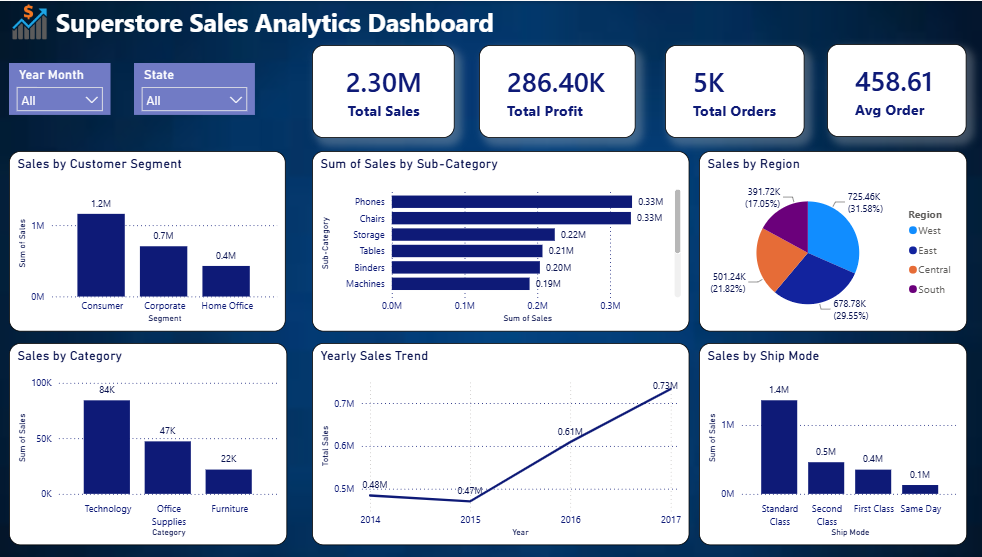 Superstore Sales Analytics Dashboard
Year Month
All
State
All
2.30M
Total Sales
286.40K
Total Profit
5K
Total Orders
458.61
Avg Order
Sales by Customer Segment
Sum of Sales
1M
0M
1.2M
0.7M
0.4M
Consumer
Corporate
Home Office
Segment
Sum of Sales by Sub-Category
Sub-Category
Phones
0.33M
Chairs
0.33M
Storage
0.22M
Tables
0.21M
Binders
0.20M
Machines
0.19M
0.0M
0.1M
0.2M
0.3M
Sum of Sales
Sales by Region
391.72K
(17.05%)
725.46K
(31.58%)
501.24K
(21.82%)
678.78K
(29.55%)
Region
West
East
Central
South
Sales by Category
Sum of Sales
100K
50K
0K
84K
47K
22K
Technology
Office
Supplies
Furniture
Category
Yearly Sales Trend
Total Sales
0.7M
0.6M
0.5M
0.48M
0.47M
0.61M
0.73M
2014
2015
2016
2017
Year
Sales by Ship Mode
Sum of Sales
1M
0M
1.4M
0.5M
0.4M
0.1M
Standard
Class
Second
Class
First Class
Same Day
Ship Mode